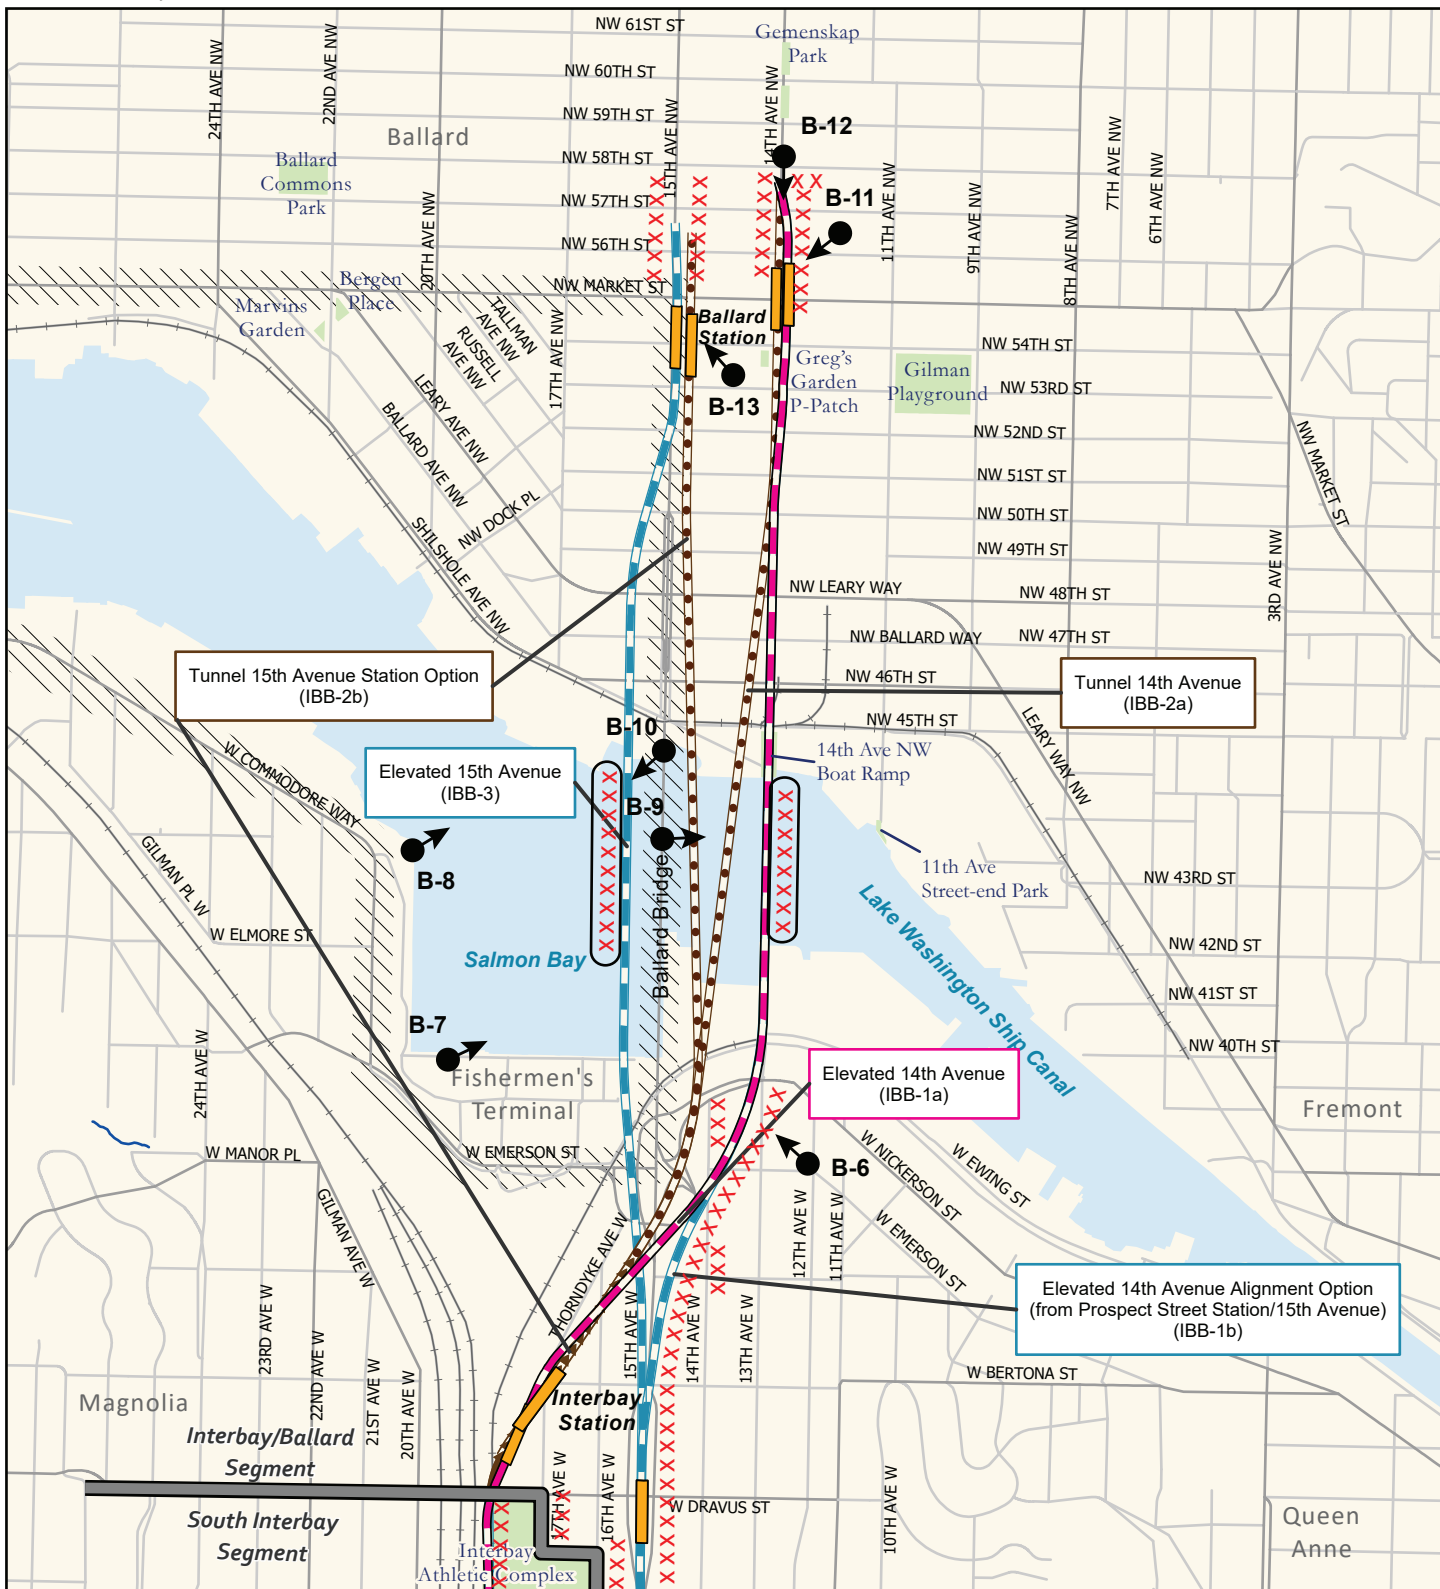 NW 61ST ST
Gemenskap
Park
NW 60TH ST
24TH AVE NW
22ND AVE NW
15TH AVE NW
14TH AVE NW
NW 59TH ST
B-12
Ballard
7TH AVE NW
Ballard
Commons
Park
NW 58TH ST
11TH AVE NW
6TH AVE NW
9TH AVE NW
B-11
NW 57TH ST
20TH AVE NW
8TH AVE NW
NW 56TH ST
Bergen
Place
NW MARKET ST
Marvins
Garden
TALLMAN
AVE NW
RUSSELL
AVE NW
17TH AVE NW
Ballard
Station
NW 54TH ST
Greg's
Garden
P-Patch
Gilman
Playground
NW 53RD ST
B-13
LEARY AVE NW
BALLARD AVE NW
NW 52ND ST
NW MARKET ST
NW 51ST ST
NW DOCK PL
NW 50TH ST
SHILSHOLE AVE NW
NW 49TH ST
3RD AVE NW
NW LEARY WAY
NW 48TH ST
NW BALLARD WAY
NW 47TH ST
Tunnel 15th Avenue Station Option
(IBB-2b)
NW 46TH ST
Tunnel 14th Avenue
(IBB-2a)
NW 45TH ST
LEARY WAY NW
B-10
W COMMODORE WAY
Elevated 15th Avenue
(IBB-3)
14th Ave NW
Boat Ramp
B-9
GILMAN PL W
B-8
Ballard Bridge
11th Ave
Street-end Park
NW 43RD ST
Lake Washington Ship Canal
W ELMORE ST
NW 42ND ST
Salmon Bay
NW 41ST ST
B-7
24TH AVE W
NW 40TH ST
Fishermen's
Terminal
Elevated 14th Avenue
(IBB-1a)
Fremont
W MANOR PL
W EMERSON ST
B-6
W NICKERSON ST
W EWING ST
GILMAN AVE W
12TH AVE W
11TH AVE W
W EMERSON ST
THORNDYKE AVE W
Elevated 14th Avenue Alignment Option
(from Prospect Street Station/15th Avenue)
(IBB-1b)
23RD AVE W
22ND AVE W
21ST AVE W
20TH AVE W
15TH AVE W
14TH AVE W
13TH AVE W
W BERTONA ST
Magnolia
Interbay
Station
Interbay/Ballard
Segment
17TH AVE W
16TH AVE W
10TH AVE W
W DRAVUS ST
South Interbay
Segment
Queen
Anne
Interbay
Athletic Complex